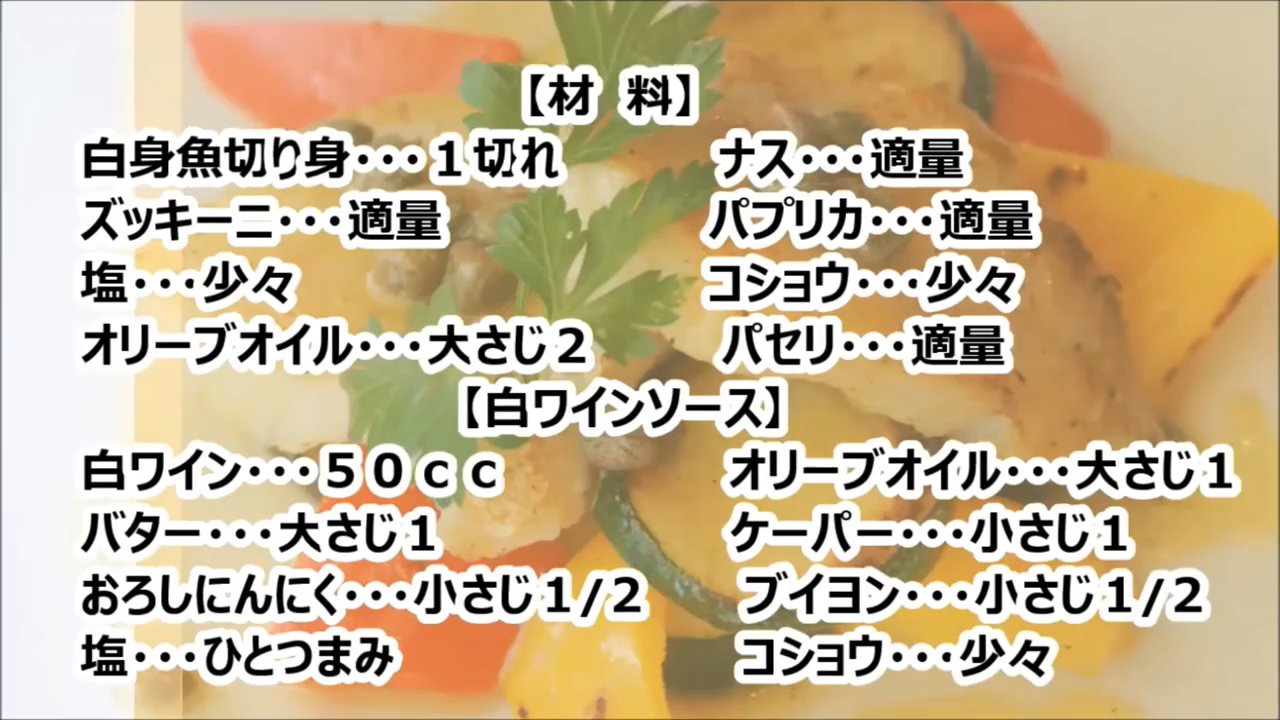 【材　料】
白身魚切り身・・・１切れ　ナス・・・適量
ズッキーニ・・・適量　パプリカ・・・適量
塩・・・少々　コショウ・・・少々
オリーブオイル・・・大さじ２　パセリ・・・適量
【白ワインソース】
白ワイン・・・５０ｃｃ　オリーブオイル・・・大さじ１
バター・・・大さじ１　ケーパー・・・小さじ１
おろしにんにく・・・小さじ１/２　ブイヨン・・・小さじ１/２
塩・・・ひとつまみ　コショウ・・・少々